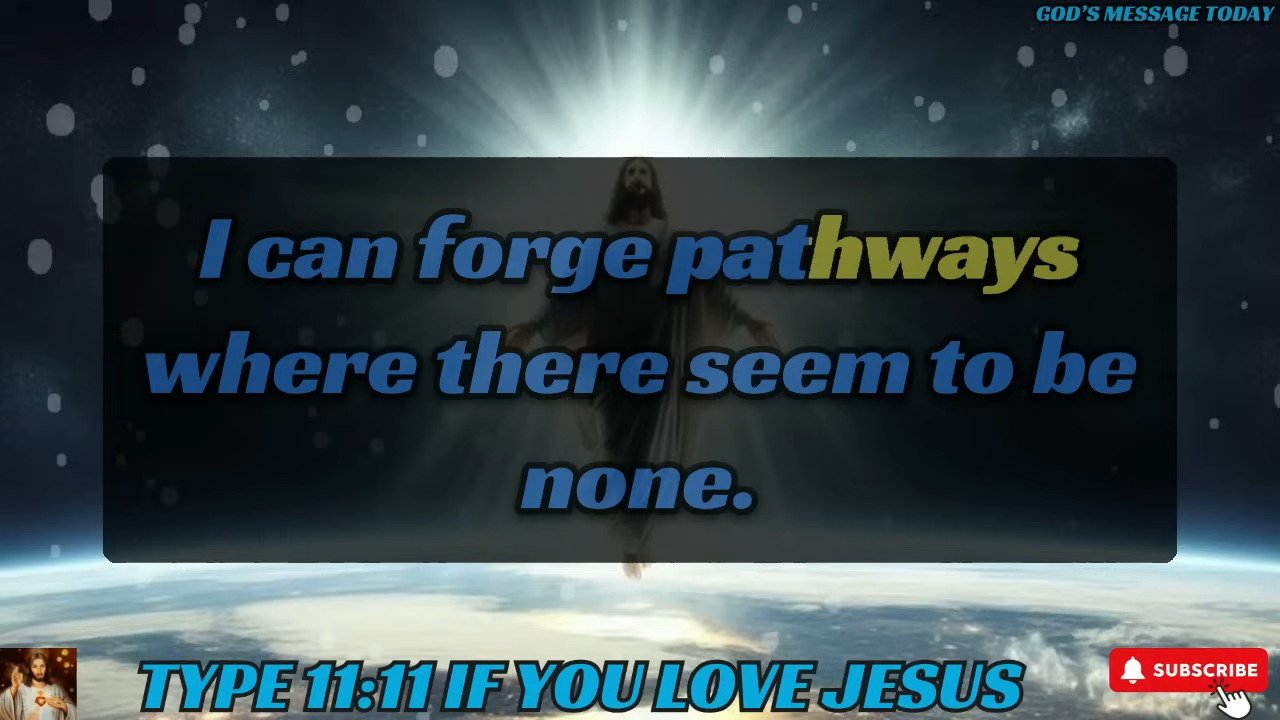 GOD'S MESSAGE TODAY
I can forge pathways
where there seem to be
none.
TYPE 11:11 IF YOU LOVE JESUS
SUBSCRIBE